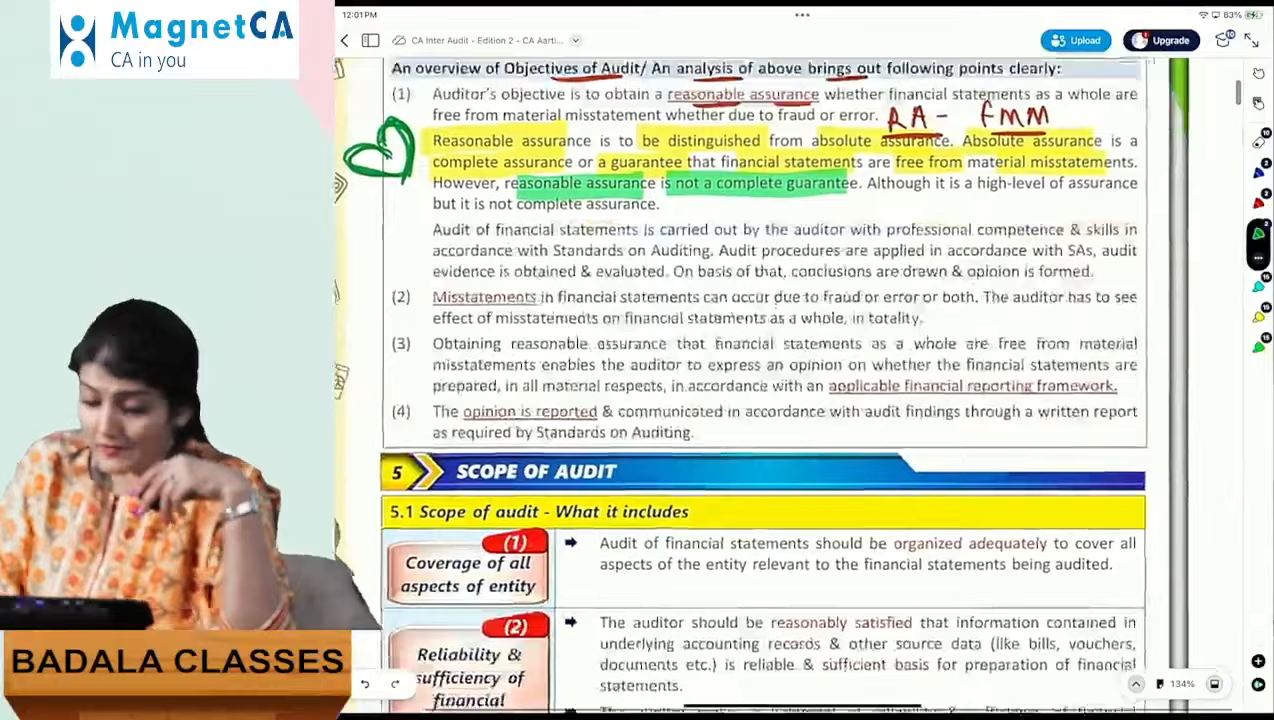 MagnetCA
CA in you
12:01PM
83%
CA Inter Audit - Edition 2 - CA Aarti...
Upload
Upgrade
An overview of Objectives of Audit/ An analysis of above brings out following points clearly:
(1) Auditor's objective is to obtain a reasonable assurance whether financial statements as a whole are
free from material misstatement whether due to fraud or error.
RA - FMM
Reasonable assurance is to be distinguished from absolute assurance. Absolute assurance is a
complete assurance or a guarantee that financial statements are free from material misstatements.
However, reasonable assurance is not a complete guarantee. Although it is a high-level of assurance
but it is not complete assurance.
Audit of financial statements is carried out by the auditor with professional competence & skills in
accordance with Standards on Auditing. Audit procedures are applied in accordance with SAs, audit
evidence is obtained & evaluated. On basis of that, conclusions are drawn & opinion is formed.
(2) Misstatements in financial statements can occur due to fraud or error or both. The auditor has to see
effect of misstatements on financial statements as a whole, in totality.
(3) Obtaining reasonable assurance that financial statements as a whole are free from material
misstatements enables the auditor to express an opinion on whether the financial statements are
prepared, in all material respects, in accordance with an applicable financial reporting framework.
(4) The opinion is reported & communicated in accordance with audit findings through a written report
as required by Standards on Auditing.
5 SCOPE OF AUDIT
5.1 Scope of audit - What it includes
(1)
Coverage of all
aspects of entity
Audit of financial statements should be organized adequately to cover all
aspects of the entity relevant to the financial statements being audited.
(2)
Reliability &
sufficiency of
financial
The auditor should be reasonably satisfied that information contained in
underlying accounting records & other source data (like bills, vouchers,
documents etc.) is reliable & sufficient basis for preparation of financial
statements.
134%
BADALA CLASSES